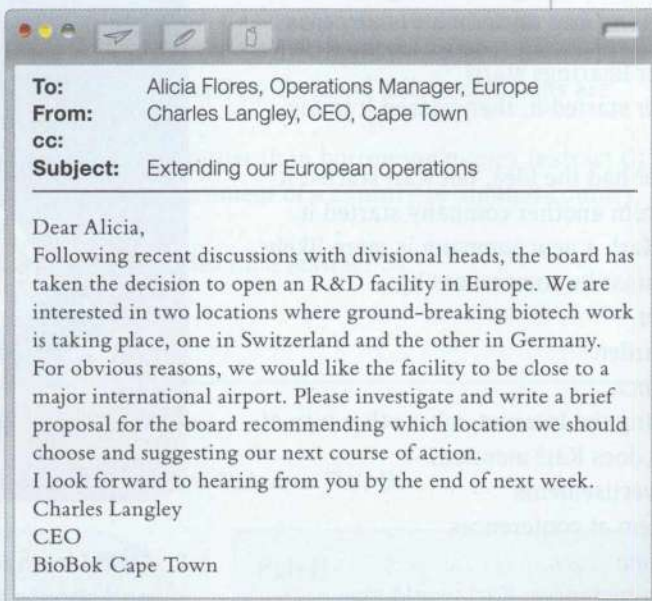 To: Alicia Flores, Operations Manager, Europe
From: Charles Langley, CEO, Cape Town
cc:
Subject: Extending our European operations
Dear Alicia,
Following recent discussions with divisional heads, the board has
taken the decision to open an R&D facility in Europe. We are
interested in two locations where ground-breaking biotech work
is taking place, one in Switzerland and the other in Germany.
For obvious reasons, we would like the facility to be close to a
major international airport. Please investigate and write a brief
proposal for the board recommending which location we should
choose and suggesting our next course of action.
I look forward to hearing from you by the end of next week.
Charles Langley
CEO
BioBok Cape Town